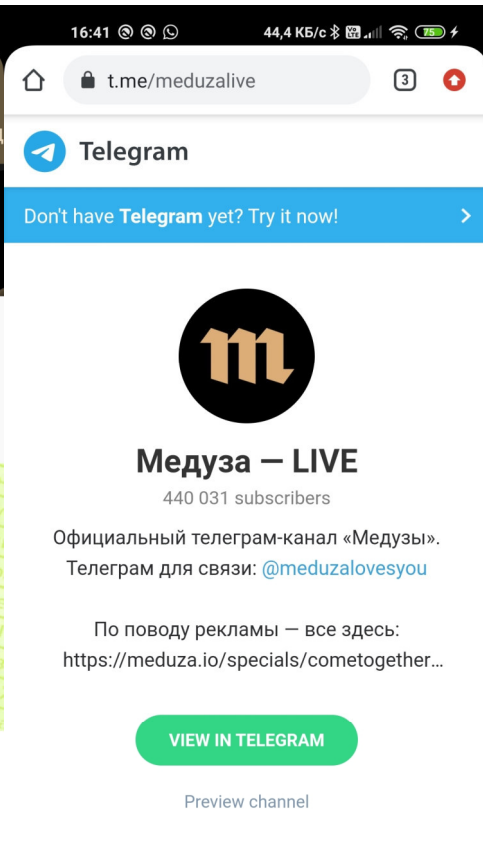 16:41 44,4 КБ/с Vo LTE 75
t.me/meduzalive 3
Telegram
Don't have Telegram yet? Try it now!
m
Медуза — LIVE
440 031 subscribers
Официальный телеграм-канал «Медузы».
Телеграм для связи: @meduzalovesyou
По поводу рекламы — все здесь:
https://meduza.io/specials/cometogether...
VIEW IN TELEGRAM
Preview channel